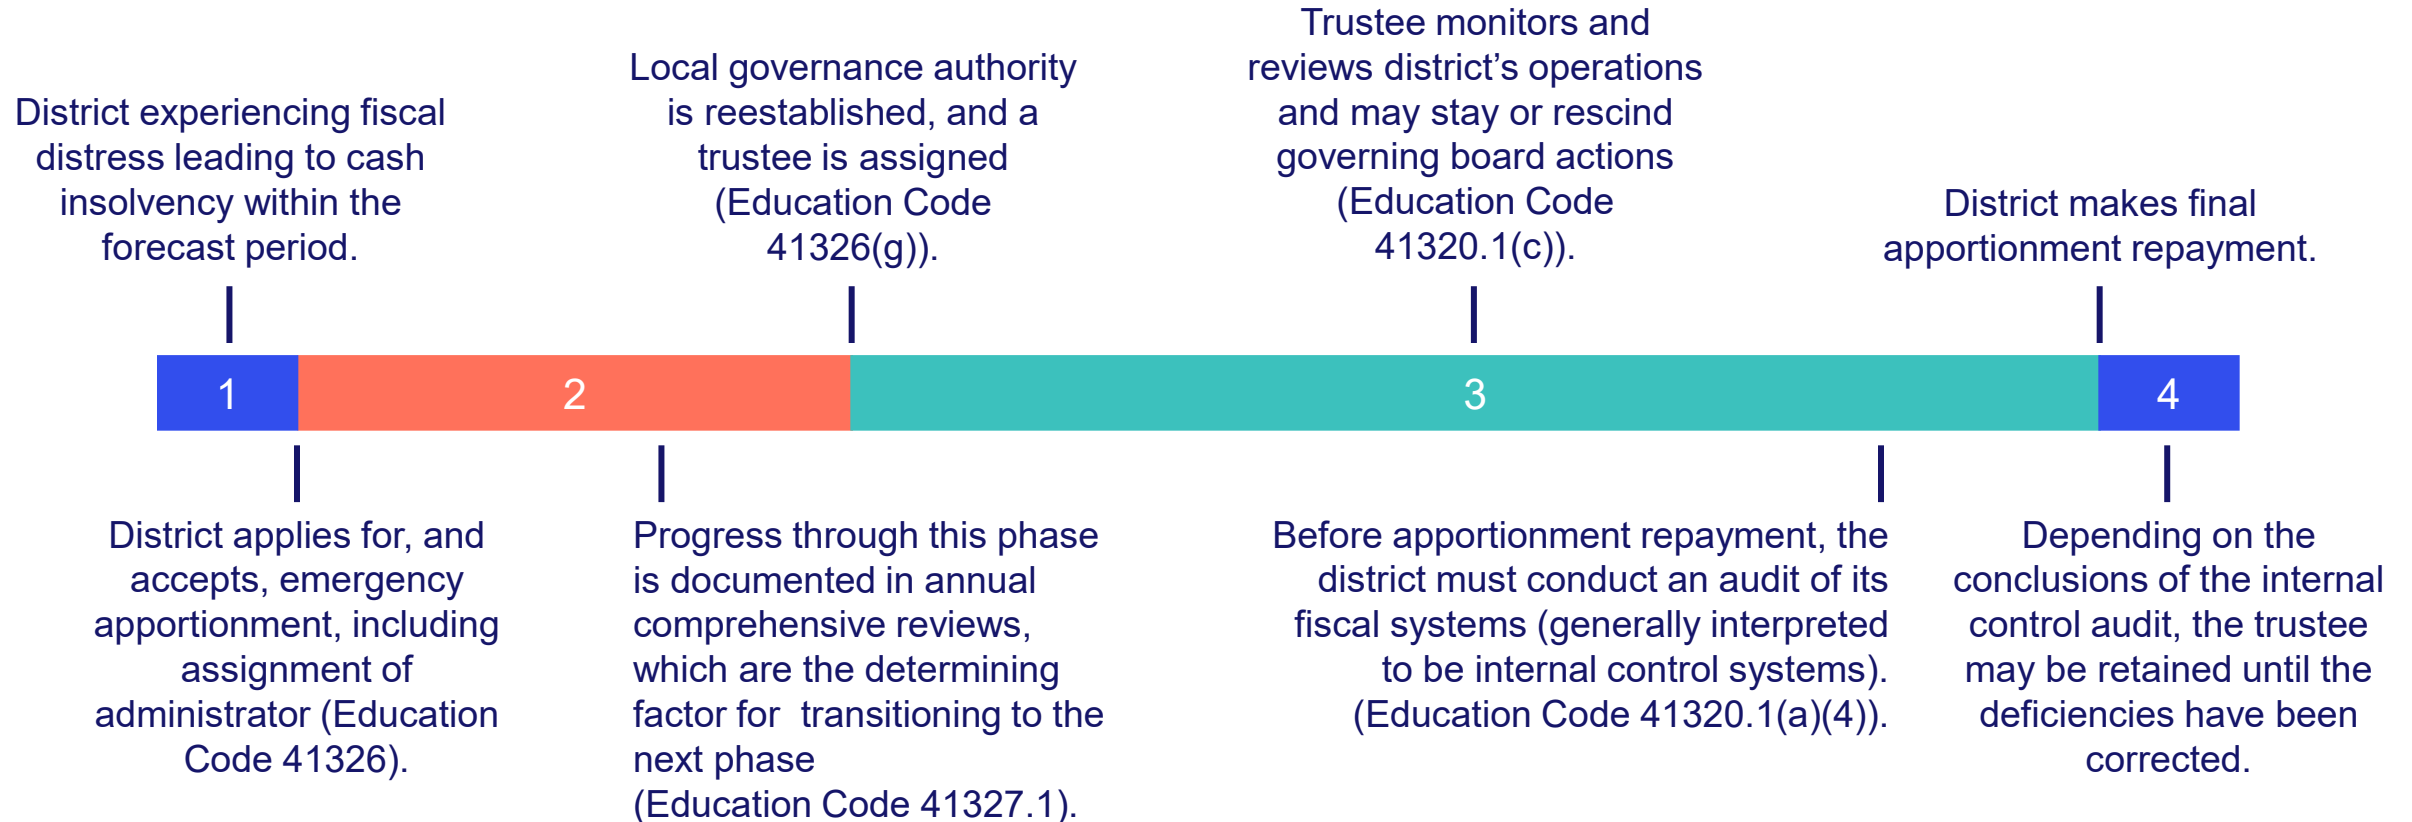 District experiencing fiscal
distress leading to cash
insolvency within the
forecast period.
Local governance authority
is reestablished, and a
trustee is assigned
(Education Code
41326(g)).
Trustee monitors and
reviews district’s operations
and may stay or rescind
governing board actions
(Education Code
41320.1(c)).
District makes final
apportionment repayment.
1
2
3
4
District applies for, and
accepts, emergency
apportionment, including
assignment of
administrator (Education
Code 41326).
Progress through this phase
is documented in annual
comprehensive reviews,
which are the determining
factor for  transitioning to the
next phase
(Education Code 41327.1).
Before apportionment repayment, the
district must conduct an audit of its
fiscal systems (generally interpreted
to be internal control systems).
(Education Code 41320.1(a)(4)).
Depending on the
conclusions of the internal
control audit, the trustee
may be retained until the
deficiencies have been
corrected.